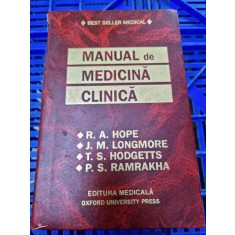 BEST SELLER MEDICAL
MANUAL de
MEDICINĂ
CLINICĂ
R. A. HOPE
J. M. LONGMORE
T. S. HODGETTS
P. S. RAMRAKHA
EDITURA MEDICALĂ
OXFORD UNIVERSITY PRESS